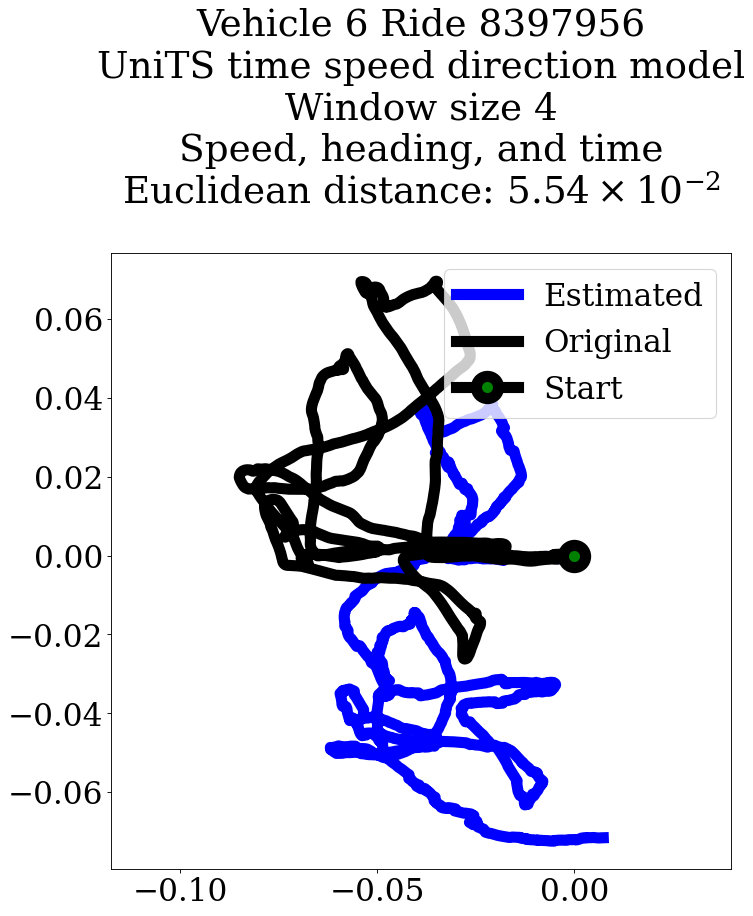 Vehicle 6 Ride 8397956
UniTS time speed direction model
Window size 4
Speed, heading, and time
Euclidean distance: 5.54 × 10⁻²
Estimated
Original
Start
0.06
0.04
0.02
0.00
−0.02
−0.04
−0.06
−0.10 −0.05 0.00